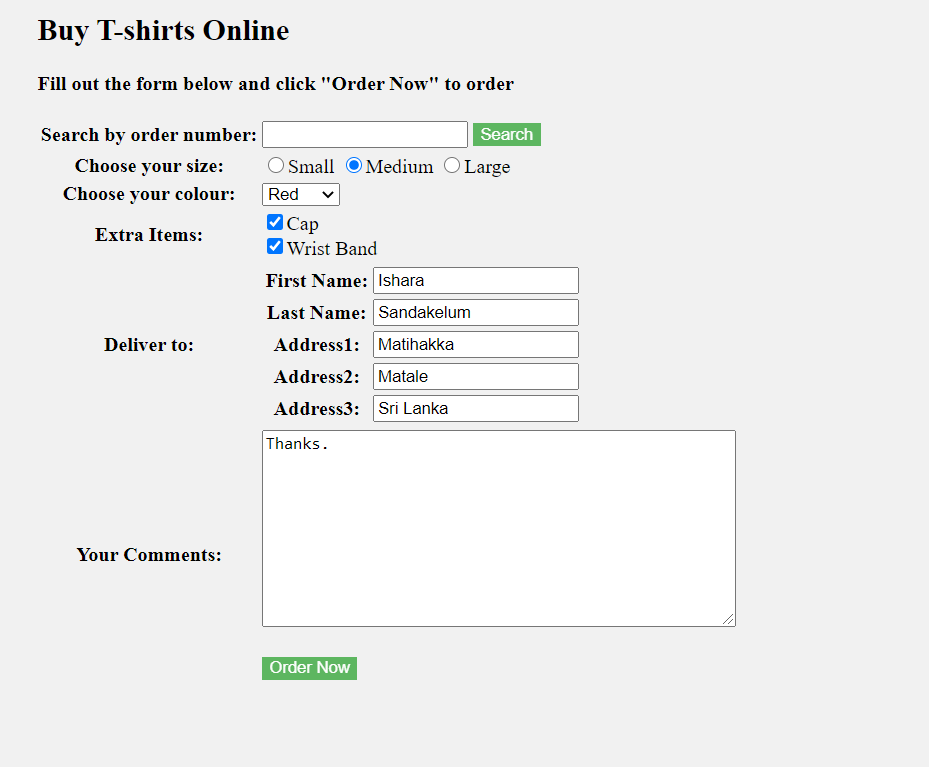 Buy T-shirts Online
Fill out the form below and click "Order Now" to order
Search by order number: Search
Choose your size: Small Medium Large
Choose your colour: Red
Extra Items:
Cap
Wrist Band
Deliver to:
First Name: Ishara
Last Name: Sandakelum
Address1: Matihakka
Address2: Matale
Address3: Sri Lanka
Your Comments:
Thanks.
Order Now